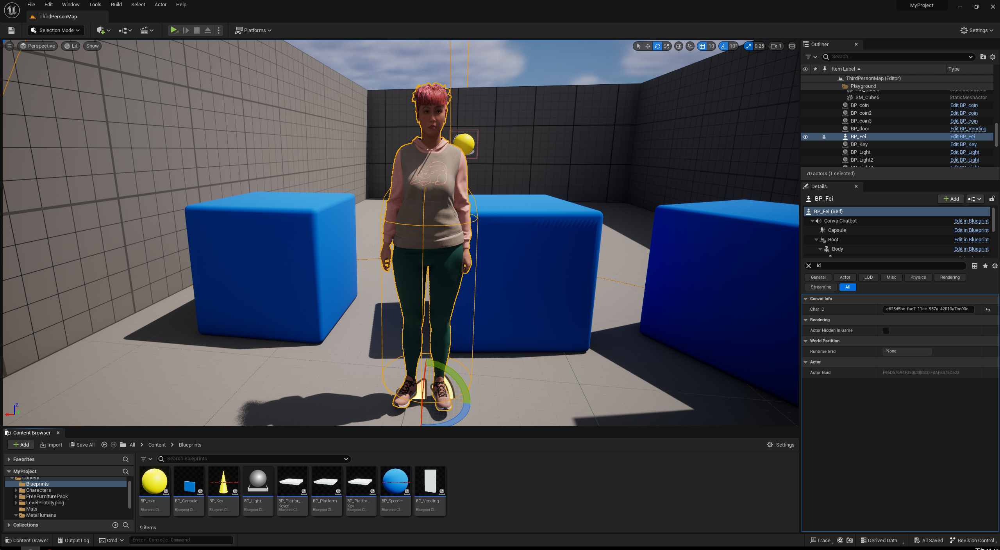 File Edit Window Tools Build Select Actor Help
MyProject
ThirdPersonMap
Selection Mode
Platforms
Settings
Perspective Lit Show
10 10° 0.25 1
Outliner
Search...
Item Label Type
ThirdPersonMap (Editor)
Playground
SM_Cube6 StaticMeshActor
BP_coin Edit BP_coin
BP_coin2 Edit BP_coin
BP_coin3 Edit BP_coin
BP_door Edit BP_Vending
BP_Fei Edit BP_Fei
BP_Key Edit BP_Key
BP_Light Edit BP_Light
BP_Light2 Edit BP_Light
70 actors (1 selected)
Details
BP_Fei
Add
BP_Fei (Self)
ConvaiChatbot Edit in Blueprint
Capsule Edit in Blueprint
Root Edit in Blueprint
Body Edit in Blueprint
id
General Actor LOD Misc Physics Rendering
Streaming All
Convai Info
Char ID e625d5be-fae7-11ee-957a-42010a7be00e
Rendering
Actor Hidden In Game
World Partition
Runtime Grid None
Actor
Actor Guid F96D676A4F2E30380333F0AFE37EC523
Z
X Y
Content Browser
Add Import Save All All Content Blueprints
Settings
Favorites
Search Blueprints
MyProject
Content
Blueprints
Characters
FreeFurniturePack
LevelPrototyping
Mats
MetaHumans
Collections
BP_coin
Blueprint Cl...
BP_Console
Blueprint Cl...
BP_Key
Blueprint Cl...
BP_Light
Blueprint Cl...
BP_Platfor_...
Keyed
Blueprint Cl...
BP_Platform
Blueprint Cl...
BP_Platfor...
Key
Blueprint Cl...
BP_Speeder
Blueprint Cl...
BP_Vending
Blueprint Cl...
9 items
Content Drawer Output Log Cmd Enter Console Command
Trace Derived Data All Saved Revision Control